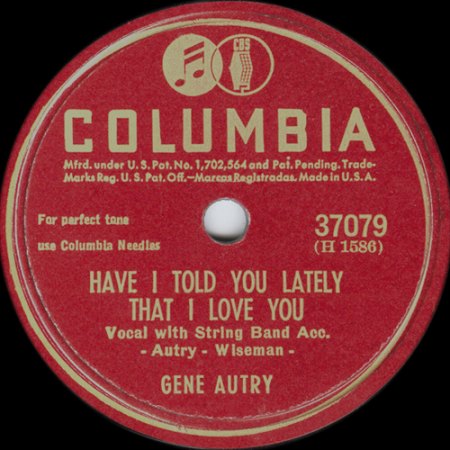 CBS
COLUMBIA
Mfrd. under U.S. Pat. No. 1,702,564 and Pat. Pending. Trade-
Marks Reg. U.S. Pat. Off.—Marcas Registradas. Made in U.S.A.
For perfect tone
use Columbia Needles
37079
(H 1586)
HAVE I TOLD YOU LATELY
THAT I LOVE YOU
Vocal with String Band Acc.
- Autry - Wiseman -
GENE AUTRY